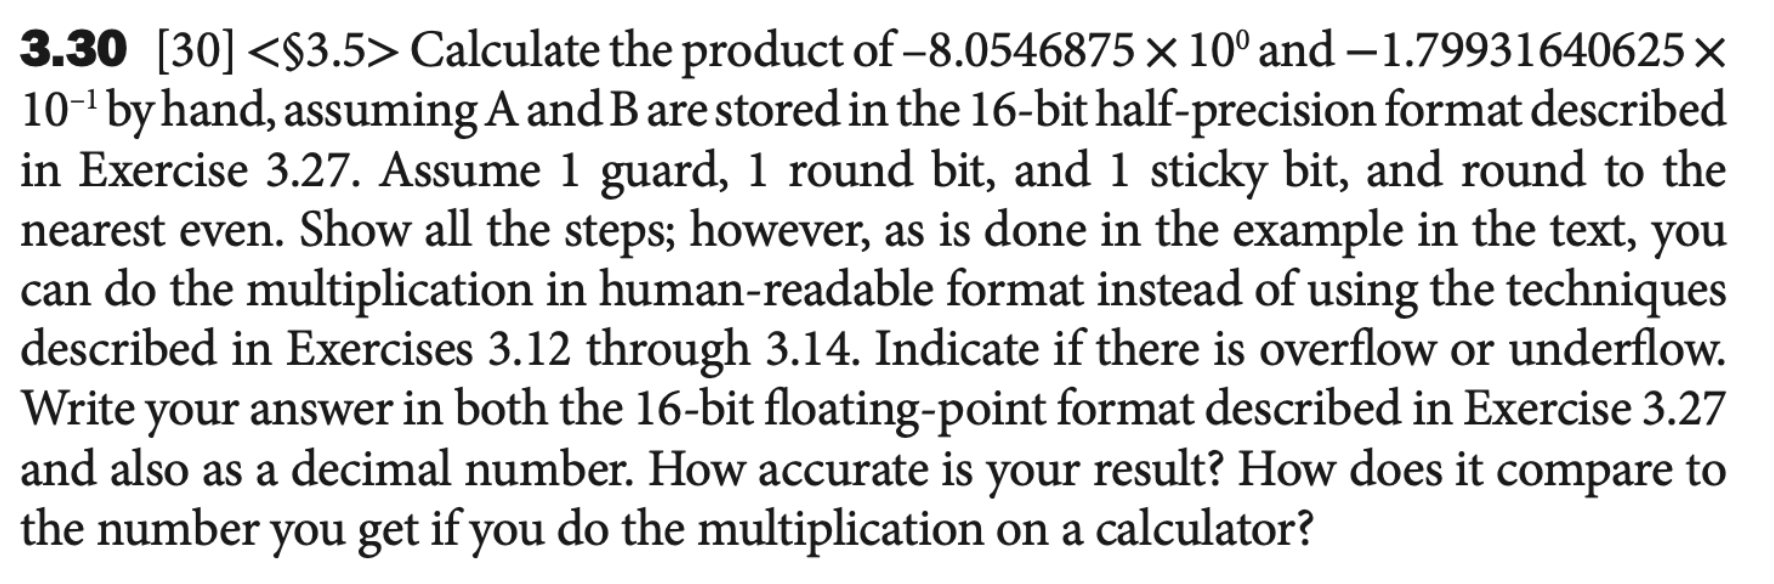 3.30 [30] <§3.5> Calculate the product of –8.0546875 × 10⁰ and –1.79931640625 ×
10⁻¹ by hand, assuming A and B are stored in the 16-bit half-precision format described
in Exercise 3.27. Assume 1 guard, 1 round bit, and 1 sticky bit, and round to the
nearest even. Show all the steps; however, as is done in the example in the text, you
can do the multiplication in human-readable format instead of using the techniques
described in Exercises 3.12 through 3.14. Indicate if there is overflow or underflow.
Write your answer in both the 16-bit floating-point format described in Exercise 3.27
and also as a decimal number. How accurate is your result? How does it compare to
the number you get if you do the multiplication on a calculator?